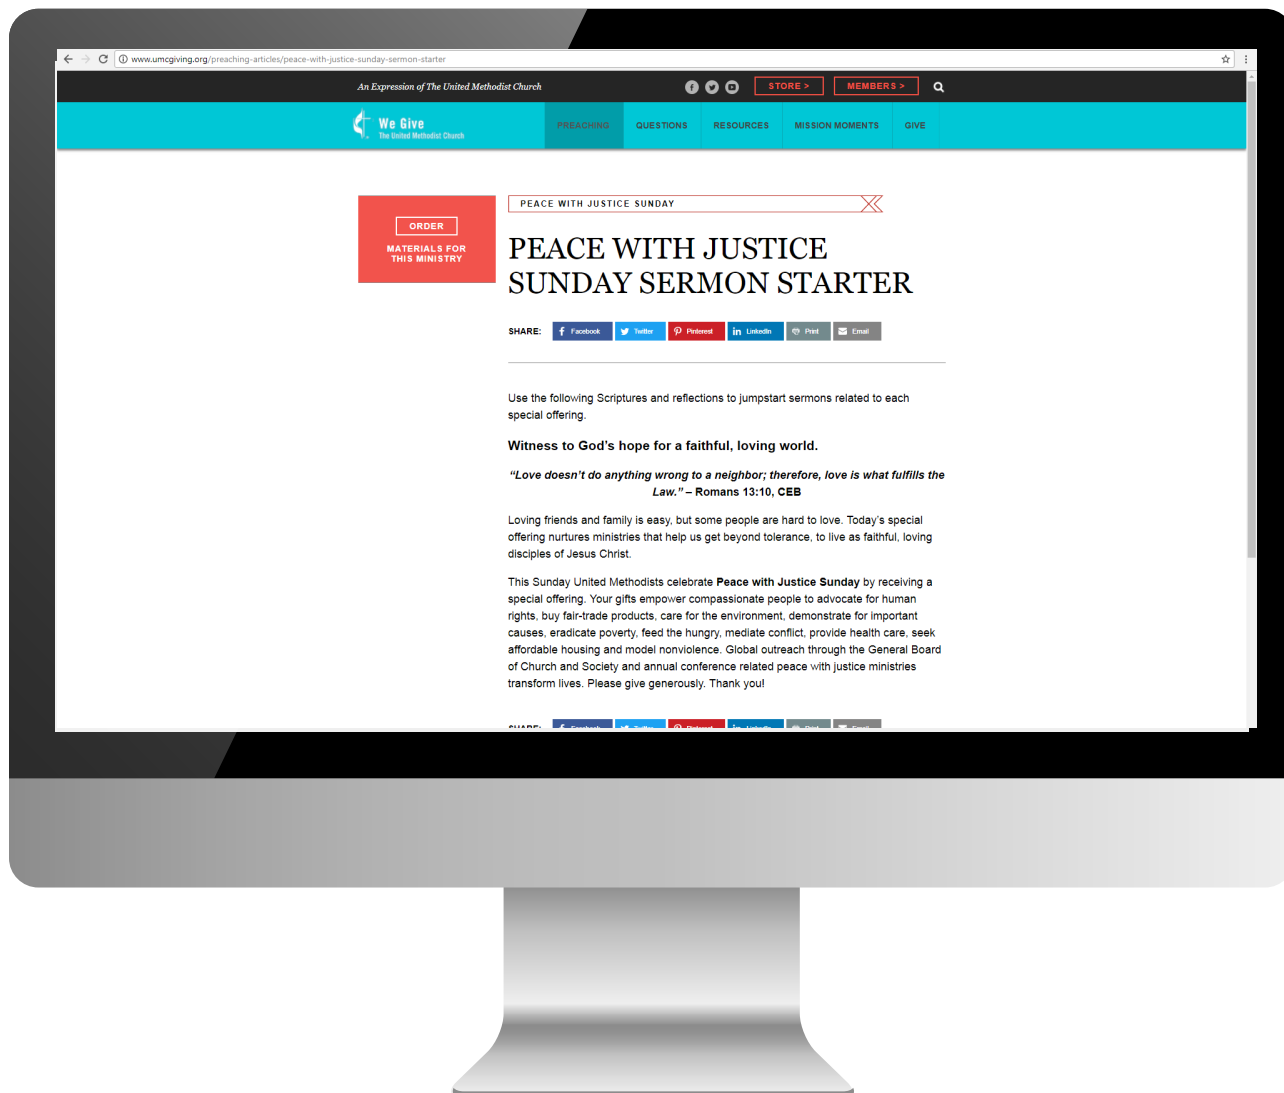 www.umcgiving.org/preaching-articles/peace-with-justice-sunday-sermon-starter
An Expression of The United Methodist Church
STORE >
MEMBERS >
We Give
The United Methodist Church
PREACHING
QUESTIONS
RESOURCES
MISSION MOMENTS
GIVE
ORDER
MATERIALS FOR
THIS MINISTRY
PEACE WITH JUSTICE SUNDAY
PEACE WITH JUSTICE
SUNDAY SERMON STARTER
SHARE: Facebook Twitter Pinterest LinkedIn Print Email
Use the following Scriptures and reflections to jumpstart sermons related to each
special offering.
Witness to God's hope for a faithful, loving world.
“Love doesn't do anything wrong to a neighbor; therefore, love is what fulfills the
Law.” – Romans 13:10, CEB
Loving friends and family is easy, but some people are hard to love. Today's special
offering nurtures ministries that help us get beyond tolerance, to live as faithful, loving
disciples of Jesus Christ.
This Sunday United Methodists celebrate Peace with Justice Sunday by receiving a
special offering. Your gifts empower compassionate people to advocate for human
rights, buy fair-trade products, care for the environment, demonstrate for important
causes, eradicate poverty, feed the hungry, mediate conflict, provide health care, seek
affordable housing and model nonviolence. Global outreach through the General Board
of Church and Society and annual conference related peace with justice ministries
transform lives. Please give generously. Thank you!
SHARE: Facebook Twitter Pinterest LinkedIn Print Email